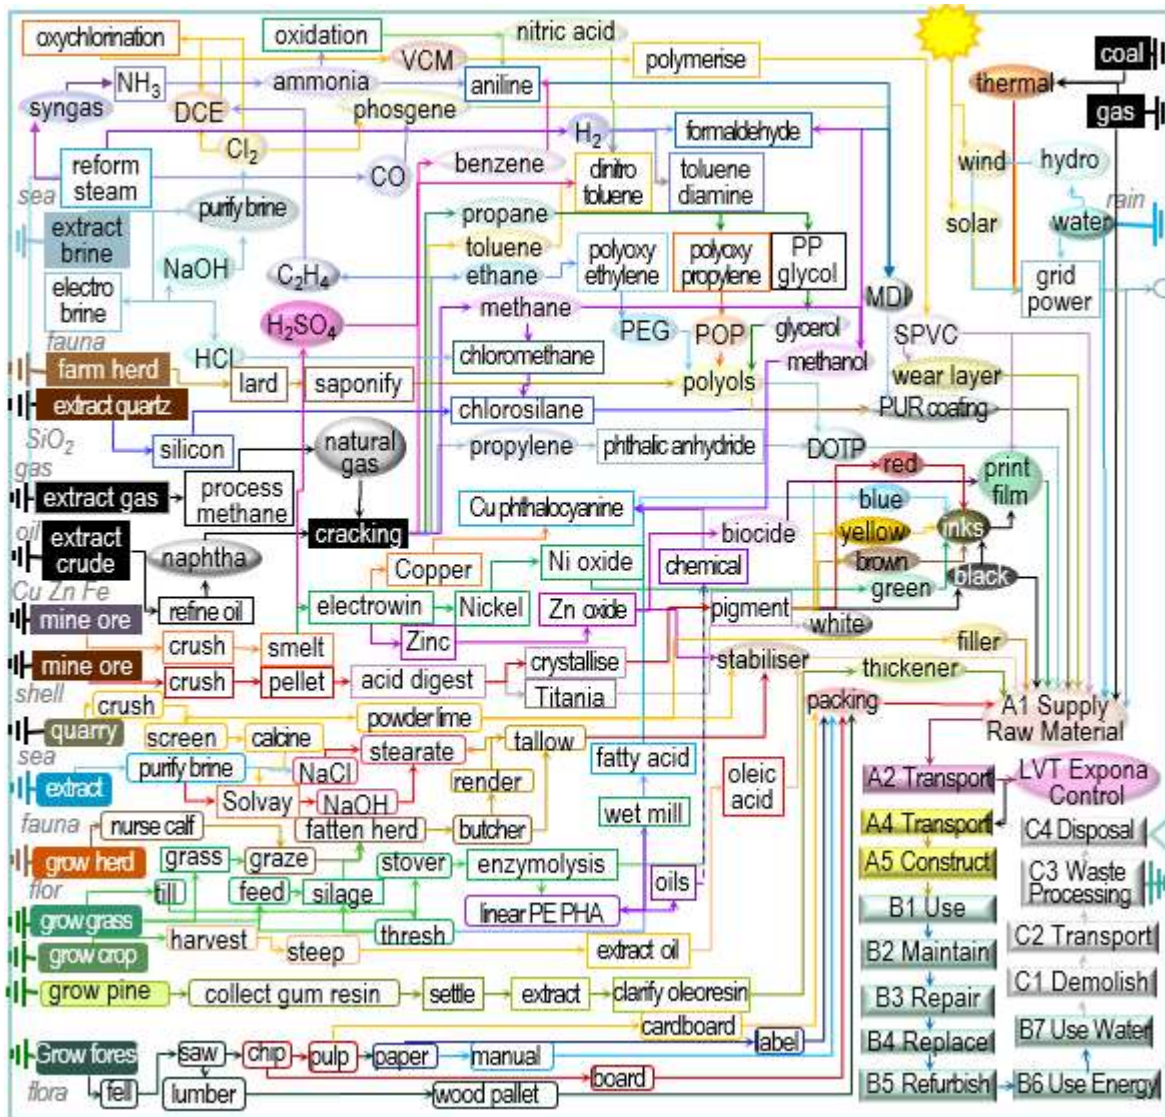 oxychlorination
oxidation
nitric acid
VCM
polymerise
coal
NH3
ammonia
aniline
thermal
syngas
DCE
phosgene
gas
Cl2
H2
formaldehyde
reform
steam
CO
benzene
dinitro
toluene
toluene
diamine
wind
hydro
sea
purify brine
propane
rain
extract
brine
toluene
polyoxy
ethylene
polyoxy
propylene
PP
glycol
solar
water
NaOH
C2H4
ethane
electro
brine
methane
MDI
grid
power
H2SO4
PEG
POP
glycerol
SPVC
fauna
HCl
chloromethane
methanol
farm herd
lard
saponify
polyols
wear layer
extract quartz
chlorosilane
PUR coating
SiO2
silicon
natural
gas
propylene
phthalic anhydride
DOTP
red
print
film
gas
extract gas
process
methane
Cu phthalocyanine
blue
oil
extract
crude
cracking
biocide
yellow
inks
naphtha
Ni oxide
chemical
brown
Copper
green
black
Cu Zn Fe
refine oil
mine ore
electrowin
Nickel
Zn oxide
pigment
white
crush
smelt
Zinc
filler
mine ore
crush
pellet
acid digest
crystallise
stabiliser
thickener
shell
Titania
crush
powder lime
packing
A1 Supply
Raw Material
quarry
screen
calcine
stearate
tallow
sea
purify brine
NaCl
render
fatty acid
oleic
acid
A2 Transport
LVT Expona
Control
extract
Solvay
NaOH
wet mill
A4 Transport
C4 Disposal
fauna
nurse calf
fatten herd
butcher
grow herd
grass
graze
stover
enzymolysis
A5 Construct
C3 Waste
Processing
flor
till
feed
silage
oils
B1 Use
grow grass
linear PE PHA
C2 Transport
harvest
thresh
grow crop
steep
extract oil
B2 Maintain
C1 Demolish
grow pine
collect gum resin
settle
extract
clarify oleoresin
B3 Repair
cardboard
B7 Use Water
Grow fores
saw
chip
pulp
paper
manual
label
B4 Replace
board
flora
fell
lumber
wood pallet
B5 Refurbish
B6 Use Energy